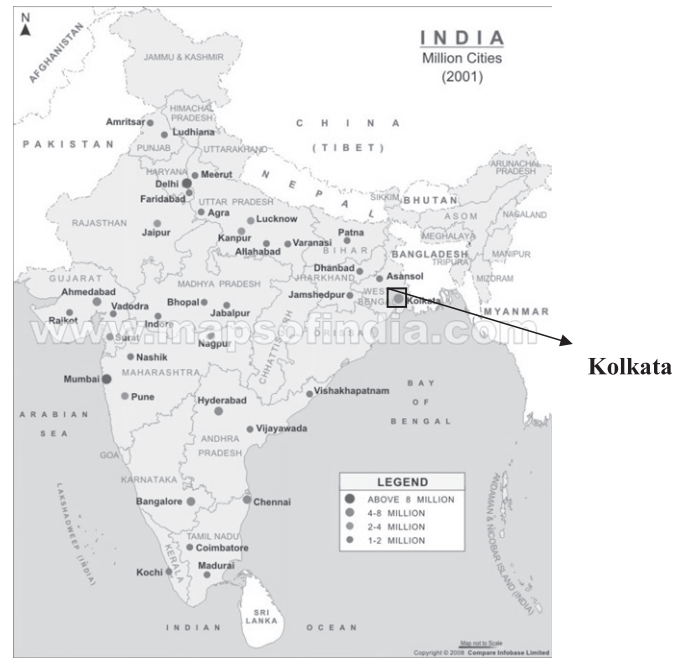 N
INDIA
Million Cities
(2001)
AFGHANISTAN
JAMMU & KASHMIR
HIMACHAL
PRADESH
CHINA
(TIBET)
Amritsar
Ludhiana
PAKISTAN
PUNJAB
UTTARAKHAND
HARYANA
Meerut
Delhi
Faridabad
NEPAL
ARUNACHAL
PRADESH
SIKKIM
BHUTAN
UTTAR PRADESH
Agra
Lucknow
ASOM
NAGALAND
RAJASTHAN
Jaipur
Kanpur
Allahabad
Varanasi
Patna
BIHAR
MEGHALAYA
MANIPUR
BANGLADESH
TRIPURA
MIZORAM
Dhanbad
Asansol
GUJARAT
Ahmedabad
MADHYA PRADESH
JHARKHAND
Jamshedpur
WEST
BENGAL
Kolkata
Vadodra
Bhopal
Jabalpur
Rajkot
Indore
MYANMAR
www.mapsofindia.com
Surat
Nagpur
CHHATTISGARH
ORISSA
Nashik
Kolkata
MAHARASHTRA
Mumbai
Pune
Hyderabad
Vishakhapatnam
BAY
OF
BENGAL
ARABIAN
SEA
Vijayawada
ANDHRA
PRADESH
GOA
KARNATAKA
Bangalore
Chennai
LEGEND
ABOVE 8 MILLION
4-8 MILLION
2-4 MILLION
1-2 MILLION
LAKSHADWEEP (INDIA)
ANDAMAN & NICOBAR ISLAND (INDIA)
TAMIL NADU
Coimbatore
KERALA
Kochi
Madurai
SRI
LANKA
INDIAN OCEAN
Map not to Scale
Copyright © 2008 Compare Infobase Limited